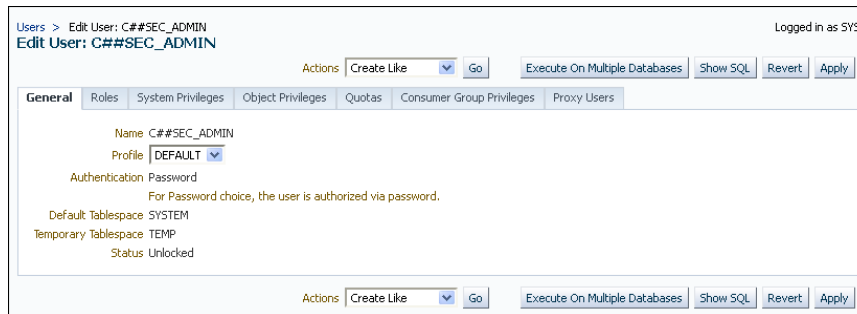 Users > Edit User: C##SEC_ADMIN
Logged in as SYS
Edit User: C##SEC_ADMIN
Actions Create Like Go Execute On Multiple Databases Show SQL Revert Apply
General Roles System Privileges Object Privileges Quotas Consumer Group Privileges Proxy Users
Name C##SEC_ADMIN
Profile DEFAULT
Authentication Password
For Password choice, the user is authorized via password.
Default Tablespace SYSTEM
Temporary Tablespace TEMP
Status Unlocked
Actions Create Like Go Execute On Multiple Databases Show SQL Revert Apply